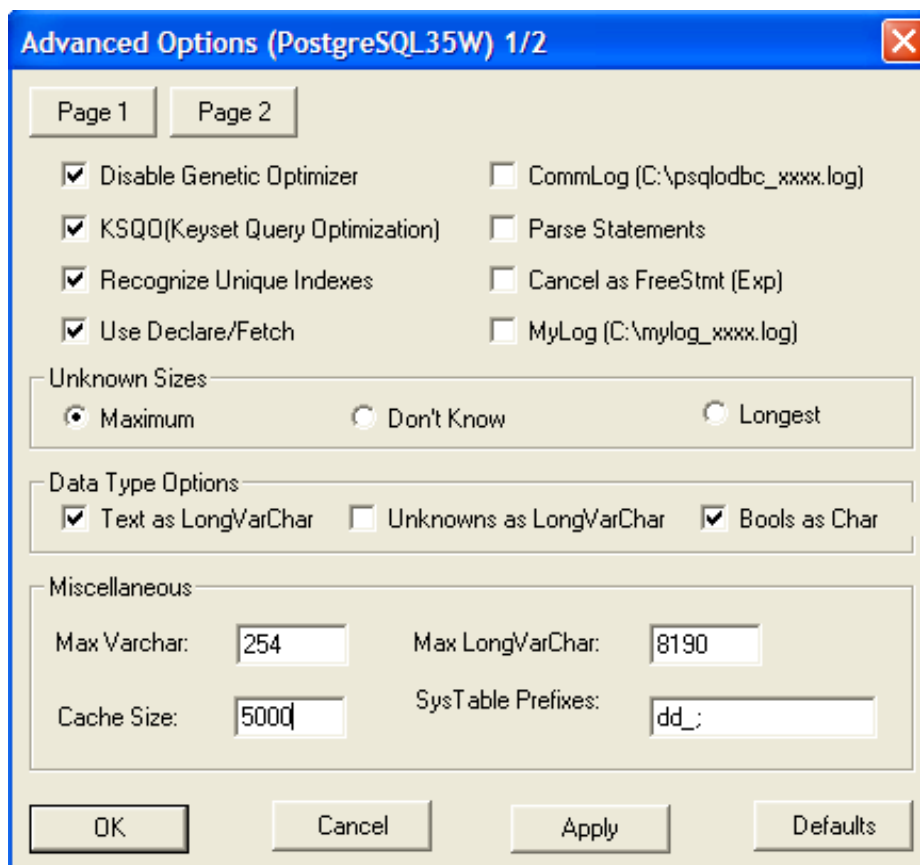 Advanced Options (PostgreSQL35W) 1/2
Page 1 Page 2
Disable Genetic Optimizer CommLog (C:\psqlodbc_xxxx.log)
KSQO(Keyset Query Optimization) Parse Statements
Recognize Unique Indexes Cancel as FreeStmt (Exp)
Use Declare/Fetch MyLog (C:\mylog_xxxx.log)
Unknown Sizes
Maximum Don't Know Longest
Data Type Options
Text as LongVarChar Unknowns as LongVarChar Bools as Char
Miscellaneous
Max Varchar: 254 Max LongVarChar: 8190
Cache Size: 5000 SysTable Prefixes: dd_;
OK Cancel Apply Defaults